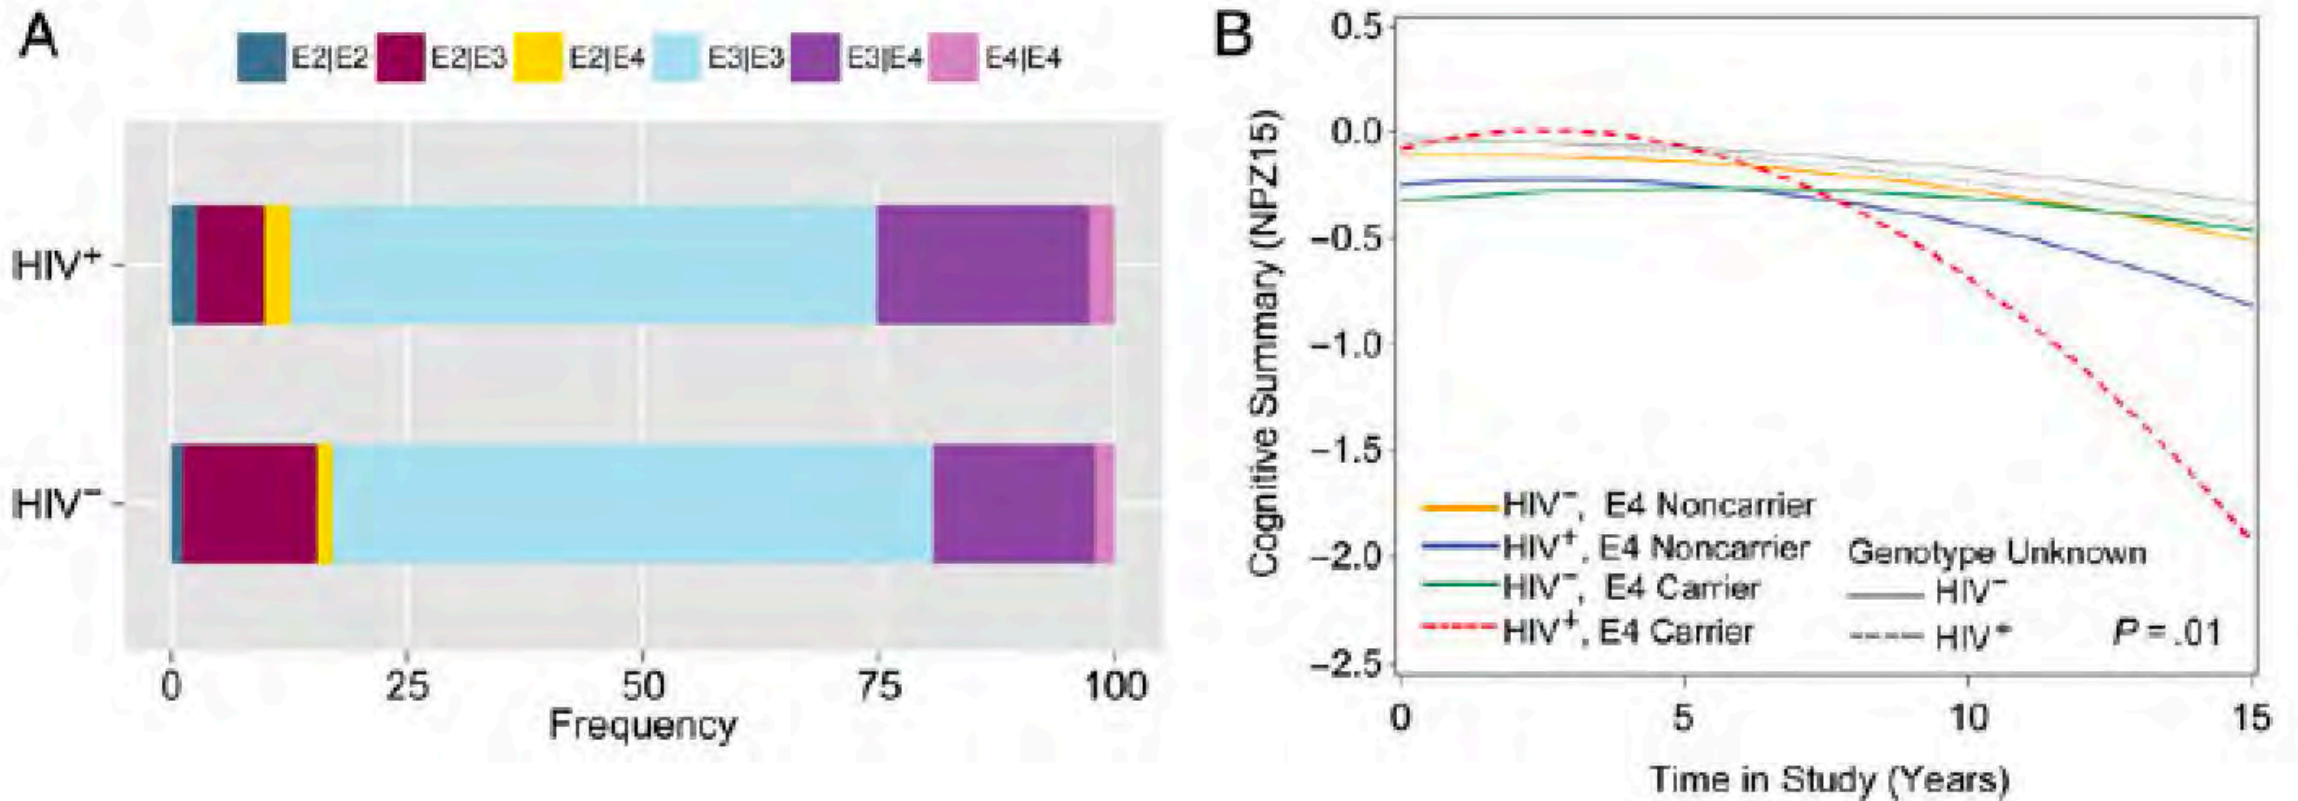 A
E2|E2 E2|E3 E2|E4 E3|E3 E3|E4 E4|E4
HIV+
HIV−
0 25 50 75 100
Frequency
B
Cognitive Summary (NPZ15)
0.5
0.0
−0.5
−1.0
−1.5
−2.0
−2.5
HIV−, E4 Noncarrier
HIV+, E4 Noncarrier
HIV−, E4 Carrier
HIV+, E4 Carrier
Genotype Unknown
HIV−
HIV+
P = .01
0 5 10 15
Time in Study (Years)